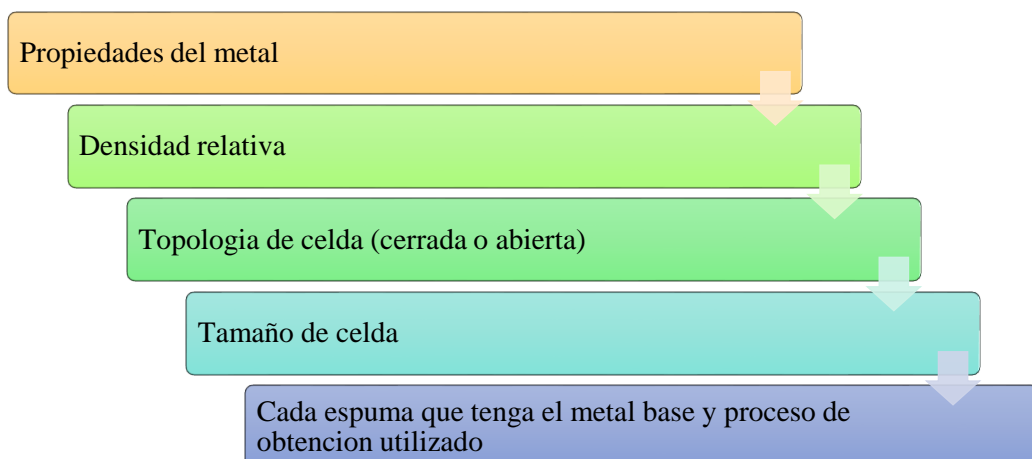 Propiedades del metal
Densidad relativa
Topologia de celda (cerrada o abierta)
Tamaño de celda
Cada espuma que tenga el metal base y proceso de
obtencion utilizado